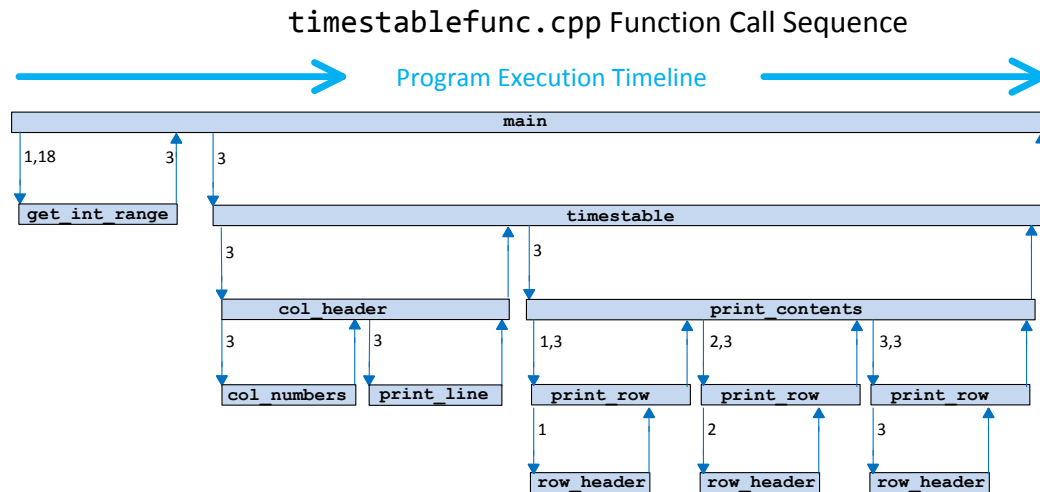 timestablefunc.cpp Function Call Sequence
Program Execution Timeline
main
1,18 3 3
get_int_range timestable
3 3
col_header print_contents
3 3 1,3 2,3 3,3
col_numbers print_line print_row print_row print_row
1 2 3
row_header row_header row_header